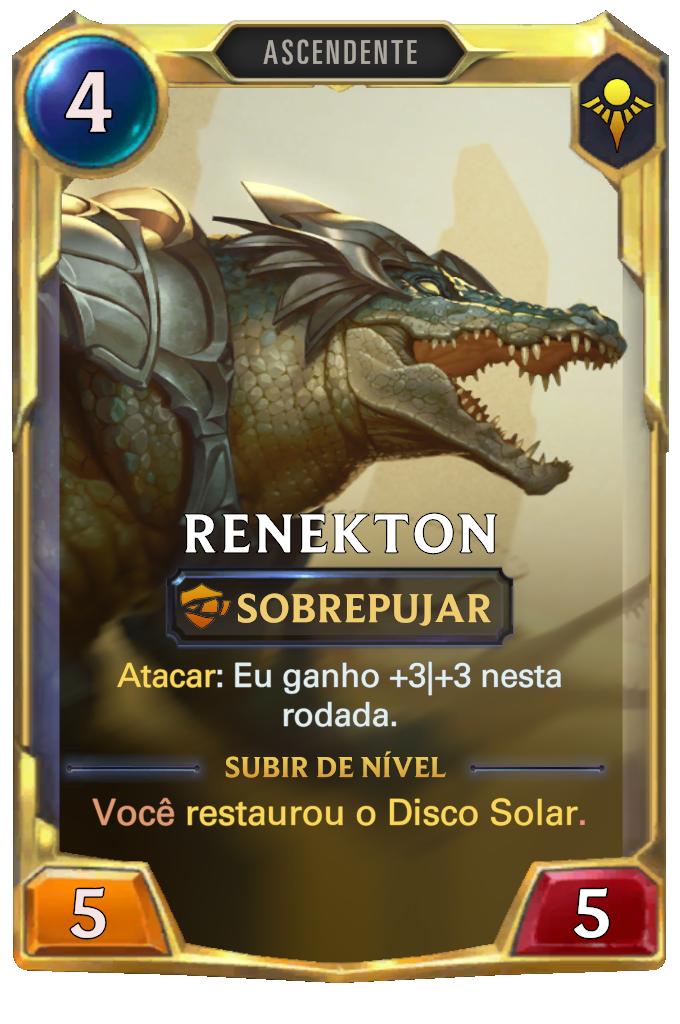 ASCENDENTE
4
RENEKTON
SOBREPUJAR
Atacar: Eu ganho +3|+3 nesta
rodada.
SUBIR DE NÍVEL
Você restaurou o Disco Solar.
5 5